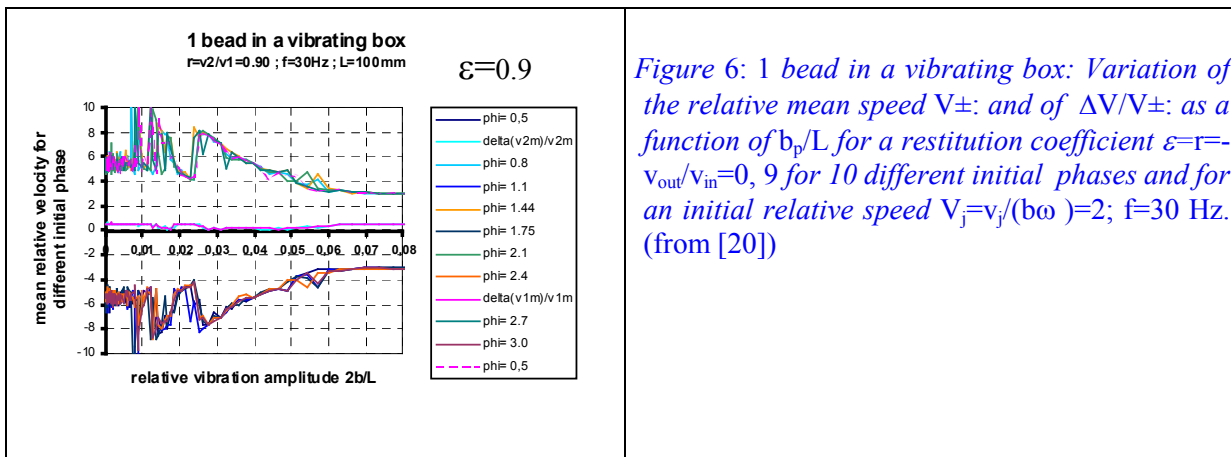 1 bead in a vibrating box
r=v2/v1=0.90 ; f=30Hz ; L=100mm
ε=0.9
mean relative velocity for
different initial phase
10
8
6
4
2
0
-2
-4
-6
-8
-10
0 0,01 0,02 0,03 0,04 0,05 0,06 0,07 0,08
relative vibration amplitude 2b/L
phi= 0,5
delta(v2m)/v2m
phi= 0.8
phi= 1.1
phi= 1.44
phi= 1.75
phi= 2.1
phi= 2.4
delta(v1m)/v1m
phi= 2.7
phi= 3.0
phi= 0,5
Figure 6: 1 bead in a vibrating box: Variation of
the relative mean speed V±: and of ΔV/V±: as a
function of bp/L for a restitution coefficient ε=r=-
vout/vin=0, 9 for 10 different initial phases and for
an initial relative speed Vj=vj/(bω )=2; f=30 Hz.
(from [20])